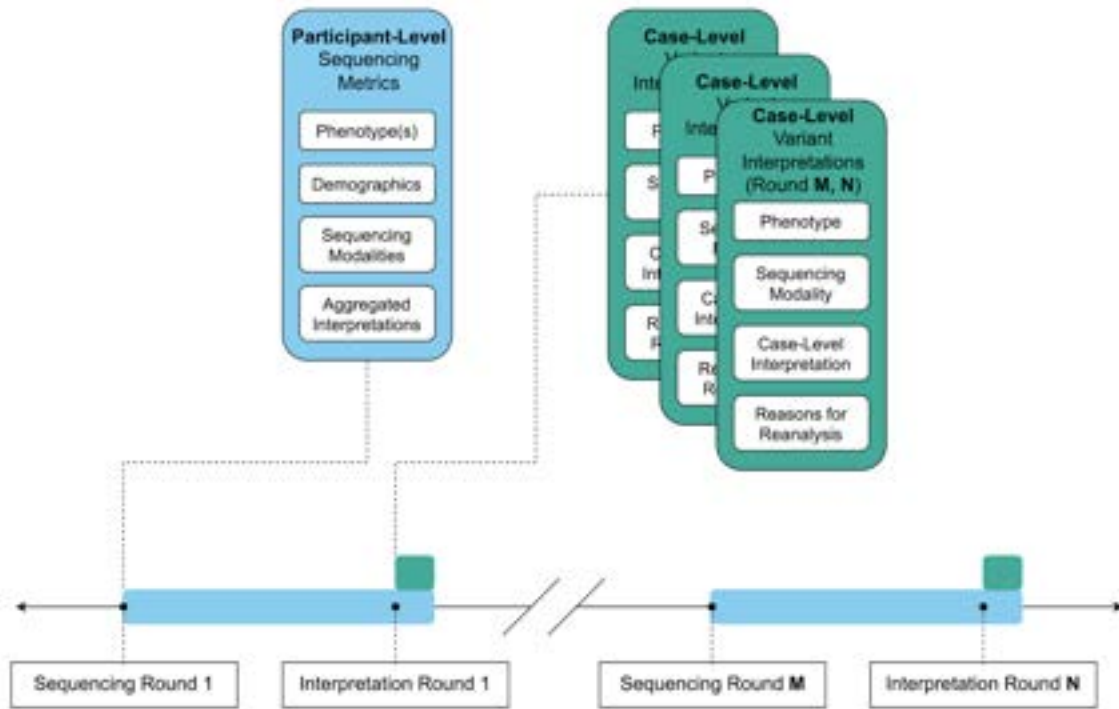 Participant-Level
Sequencing
Metrics
Phenotype(s)
Demographics
Sequencing
Modalities
Aggregated
Interpretations
Case-Level
Case-Level
Case-Level
Variant
Interpretations
(Round M, N)
Phenotype
Sequencing
Modality
Case-Level
Interpretation
Reasons for
Reanalysis
Sequencing Round 1
Interpretation Round 1
Sequencing Round M
Interpretation Round N